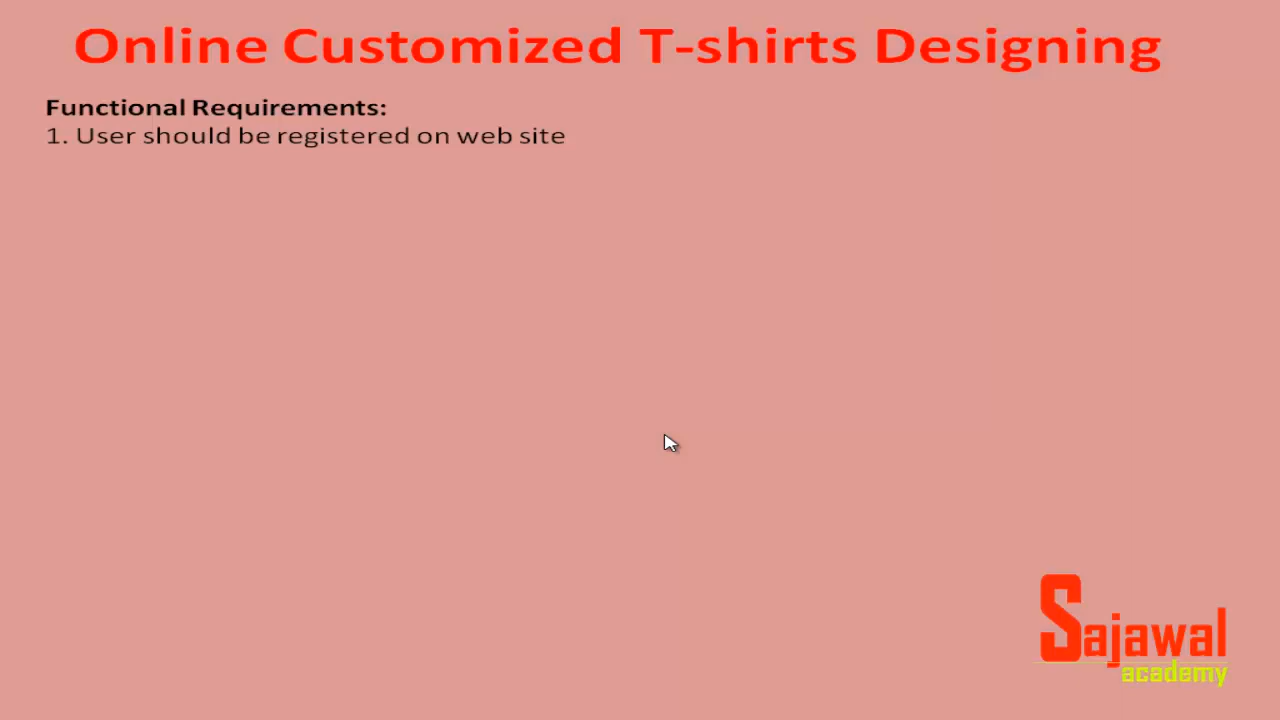 Online Customized T-shirts Designing
Functional Requirements:
1. User should be registered on web site
Sajawal
academy